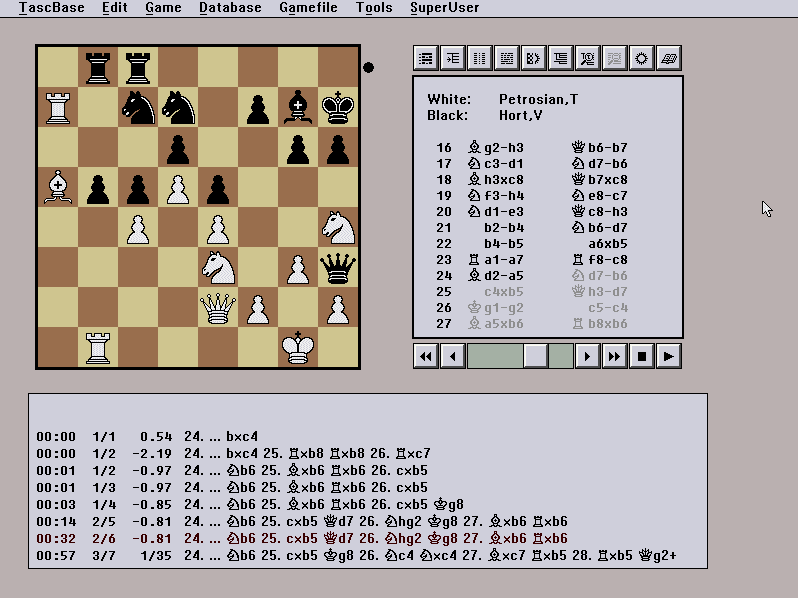 TascBase Edit Game Database Gamefile Tools SuperUser
White: Petrosian,T
Black: Hort,V
16 ♗g2-h3 ♕b6-b7
17 ♘c3-d1 ♘d7-b6
18 ♗h3xc8 ♕b7xc8
19 ♘f3-h4 ♘e8-c7
20 ♘d1-e3 ♕c8-h3
21 b2-b4 ♘b6-d7
22 b4-b5 a6xb5
23 ♖a1-a7 ♖f8-c8
24 ♗d2-a5 ♘d7-b6
25 c4xb5 ♕h3-d7
26 ♔g1-g2 c5-c4
27 ♗a5xb6 ♖b8xb6
00:00 1/1 0.54 24. ... bxc4
00:00 1/2 -2.19 24. ... bxc4 25. ♖xb8 ♖xb8 26. ♖xc7
00:01 1/2 -0.97 24. ... ♘b6 25. ♗xb6 ♖xb6 26. cxb5
00:01 1/3 -0.97 24. ... ♘b6 25. ♗xb6 ♖xb6 26. cxb5
00:03 1/4 -0.85 24. ... ♘b6 25. ♗xb6 ♖xb6 26. cxb5 ♔g8
00:14 2/5 -0.81 24. ... ♘b6 25. cxb5 ♕d7 26. ♘hg2 ♔g8 27. ♗xb6 ♖xb6
00:32 2/6 -0.81 24. ... ♘b6 25. cxb5 ♕d7 26. ♘hg2 ♔g8 27. ♗xb6 ♖xb6
00:57 3/7 1/35 24. ... ♘b6 25. cxb5 ♔g8 26. ♘c4 ♘xc4 27. ♗xc7 ♖xb5 28. ♖xb5 ♕g2+